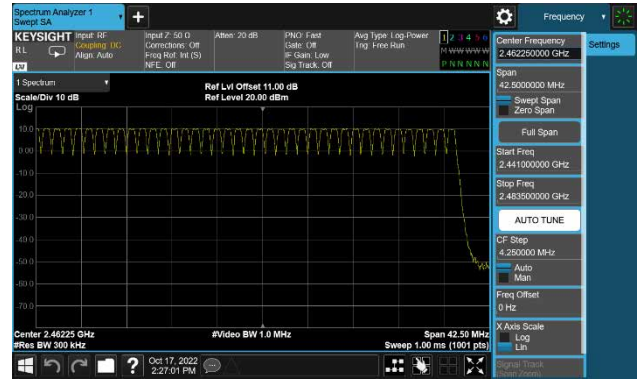 Spectrum Analyzer 1
Swept SA
+
Frequency
KEYSIGHT
RL
Input: RF
Coupling: DC
Align: Auto
Input Z: 50 Ω
Corrections: Off
Freq Ref: Int (S)
NFE: Off
Atten: 20 dB
PNO: Fast
Gate: Off
IF Gain: Low
Sig Track: Off
Avg Type: Log-Power
Trig: Free Run
1 2 3 4 5 6
M W W W W W
P N N N N N
1 Spectrum
Scale/Div 10 dB
Ref Lvl Offset 11.00 dB
Ref Level 20.00 dBm
Log
10.0
0.00
-10.0
-20.0
-30.0
-40.0
-50.0
-60.0
-70.0
Center 2.46225 GHz
#Res BW 300 kHz
#Video BW 1.0 MHz
Span 42.50 MHz
Sweep 1.00 ms (1001 pts)
Oct 17, 2022
2:27:01 PM
?
Center Frequency
2.462250000 GHz
Span
42.5000000 MHz
Swept Span
Zero Span
Full Span
Start Freq
2.441000000 GHz
Stop Freq
2.483500000 GHz
AUTO TUNE
CF Step
4.250000 MHz
Auto
Man
Freq Offset
0 Hz
X Axis Scale
Log
Lin
Signal Track
(Span Zoom)
Settings